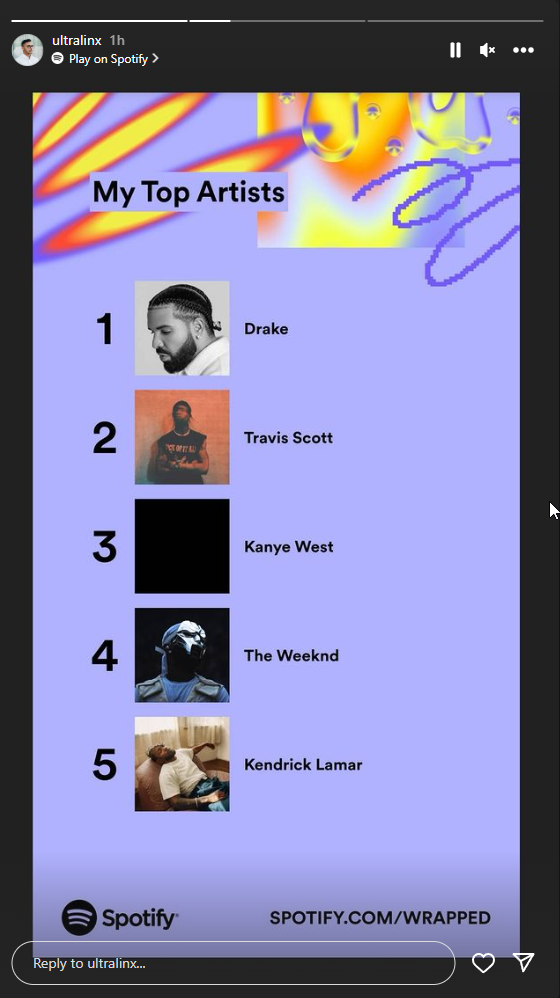 ultralinx 1h
Play on Spotify
My Top Artists
1 Drake
2 Travis Scott
3 Kanye West
4 The Weeknd
5 Kendrick Lamar
Spotify
SPOTIFY.COM/WRAPPED
Reply to ultralinx...